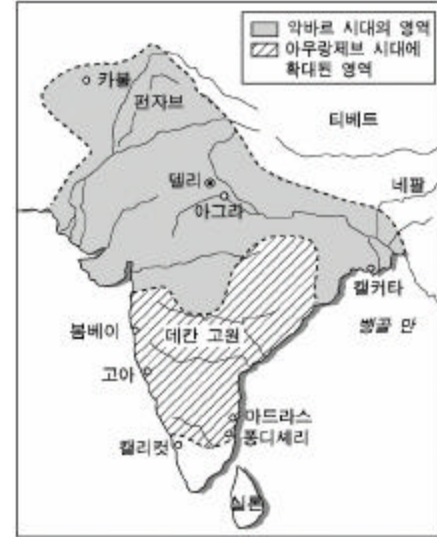 악바르 시대의 영역
아우랑제브 시대에
확대된 영역
카불
펀자브
티베트
델리
네팔
아그라
캘커타
봄베이
데칸 고원
벵골 만
고아
마드라스
퐁디셰리
캘리컷
실론